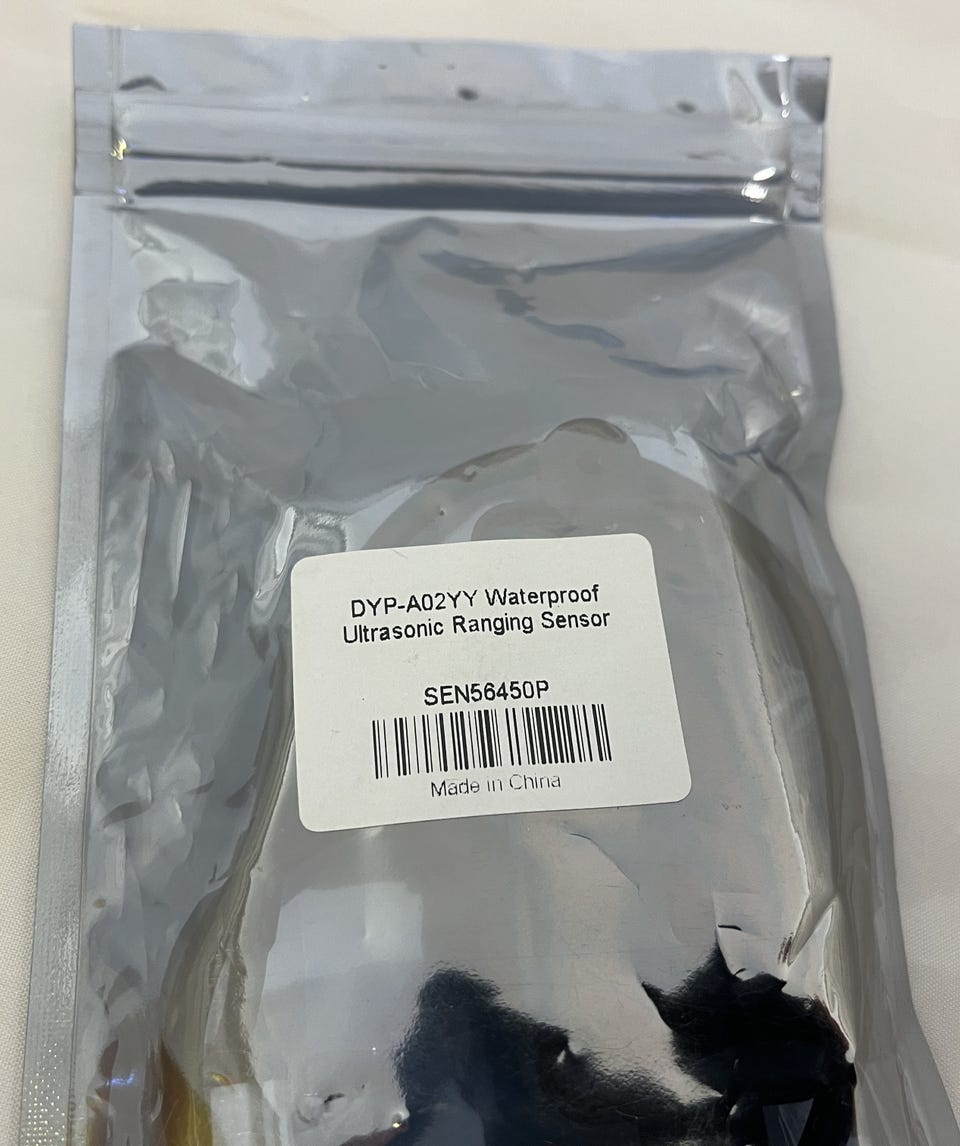 DYP-A02YY Waterproof
Ultrasonic Ranging Sensor
SEN56450P
Made in China